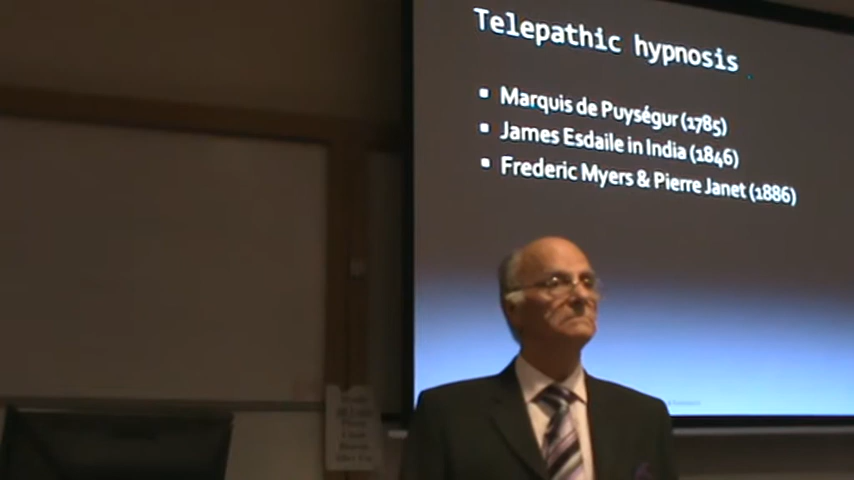 Telepathic hypnosis
Marquis de Puységur (1785)
James Esdaile in India (1846)
Frederic Myers & Pierre Janet (1886)